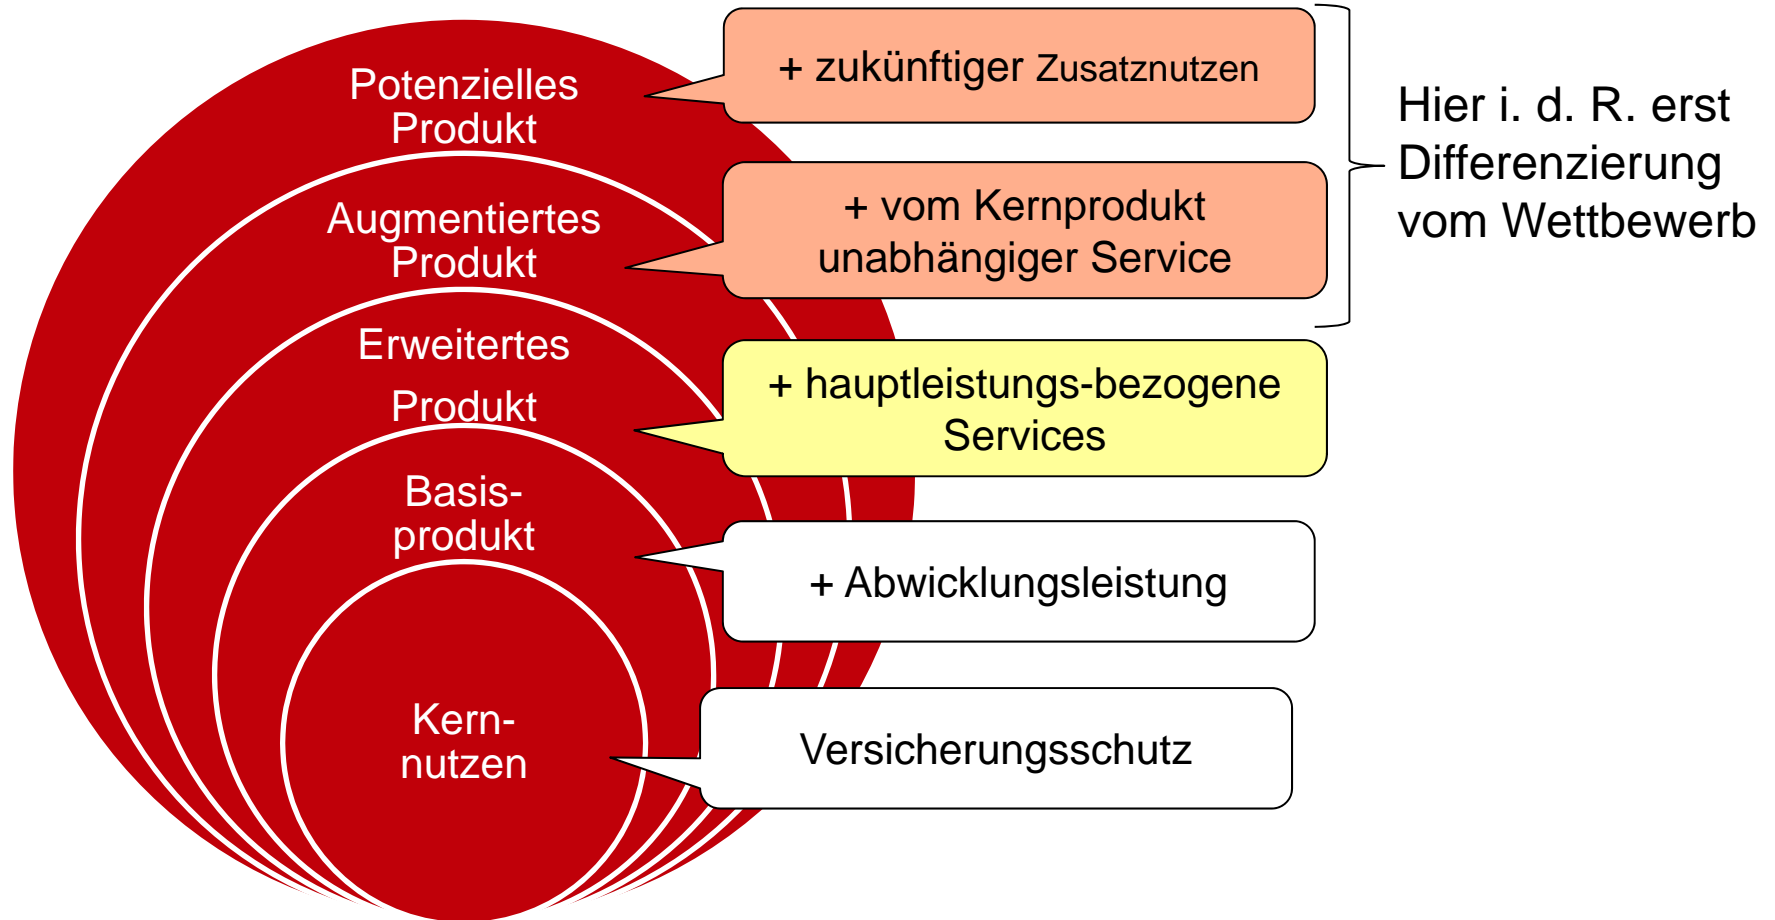 Potenzielles
Produkt
+ zukünftiger Zusatznutzen
Augmentiertes
Produkt
+ vom Kernprodukt
unabhängiger Service
Hier i. d. R. erst
Differenzierung
vom Wettbewerb
Erweitertes
Produkt
+ hauptleistungs-bezogene
Services
Basis-
produkt
+ Abwicklungsleistung
Kern-
nutzen
Versicherungsschutz